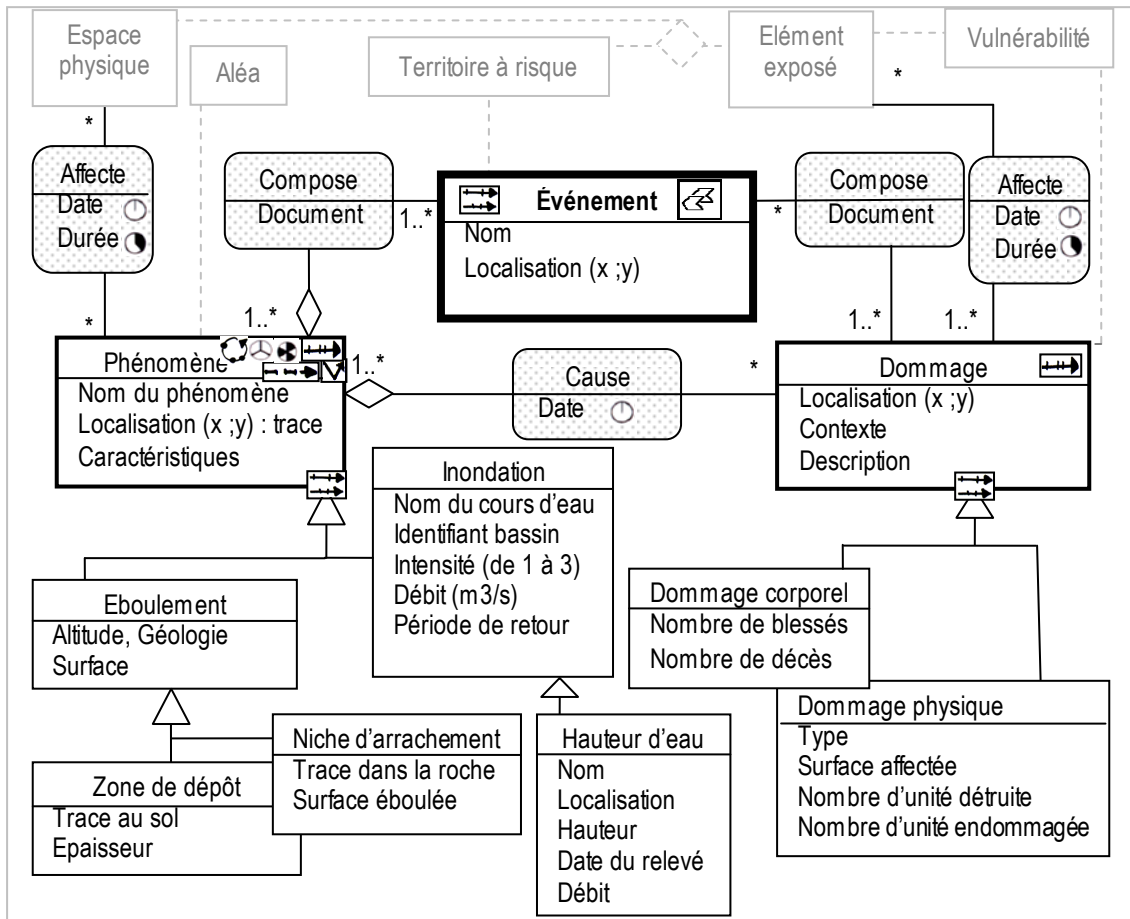 Espace
physique
Aléa
Territoire à risque
Elément
exposé
Vulnérabilité
*
*
Affecte
Date
Durée
*
Compose
Document
1..*
1..*
Événement
Nom
Localisation (x ;y)
*
Compose
Document
1..*
Affecte
Date
Durée
1..*
Phénomène
Nom du phénomène
Localisation (x ;y) : trace
Caractéristiques
1..*
Cause
Date
*
Dommage
Localisation (x ;y)
Contexte
Description
Inondation
Nom du cours d'eau
Identifiant bassin
Intensité (de 1 à 3)
Débit (m3/s)
Période de retour
Eboulement
Altitude, Géologie
Surface
Dommage corporel
Nombre de blessés
Nombre de décès
Dommage physique
Type
Surface affectée
Nombre d'unité détruite
Nombre d'unité endommagée
Niche d'arrachement
Trace dans la roche
Surface éboulée
Zone de dépôt
Trace au sol
Epaisseur
Hauteur d'eau
Nom
Localisation
Hauteur
Date du relevé
Débit